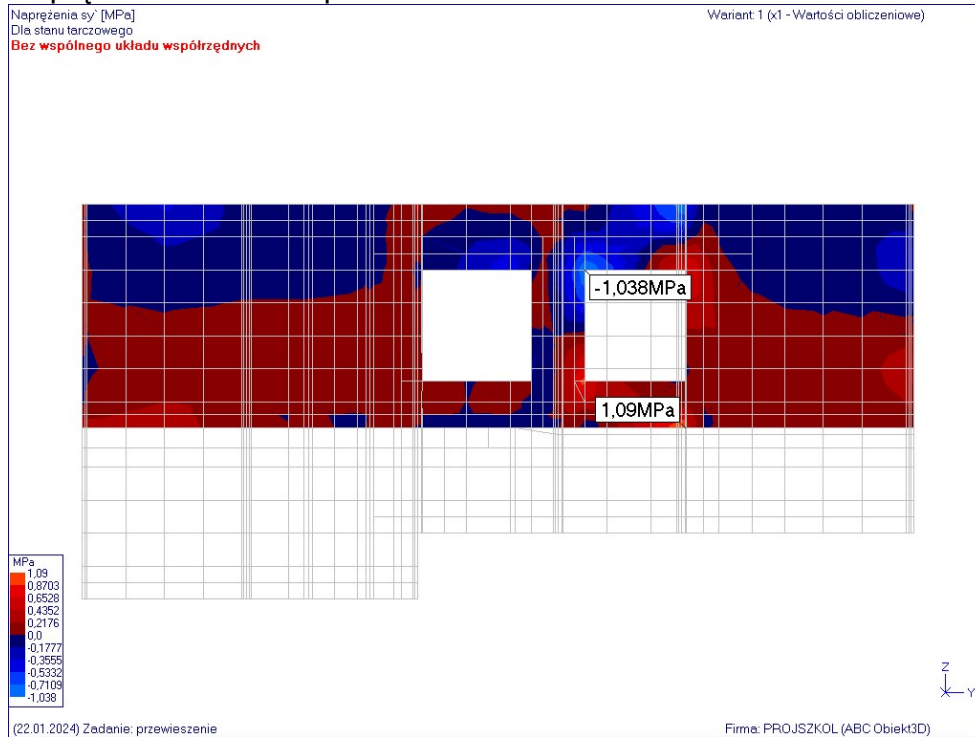 Naprężenia sy` [MPa]
Wariant: 1 (x1 - Wartości obliczeniowe)
Dla stanu tarczowego
Bez wspólnego układu współrzędnych
-1,038MPa
1,09MPa
MPa
1,09
0,8703
0,6528
0,4352
0,2176
0,0
-0,1777
-0,3555
-0,5332
-0,7109
-1,038
Z
Y
(22.01.2024) Zadanie: przewieszenie
Firma: PROJSZKOL (ABC Obiekt3D)